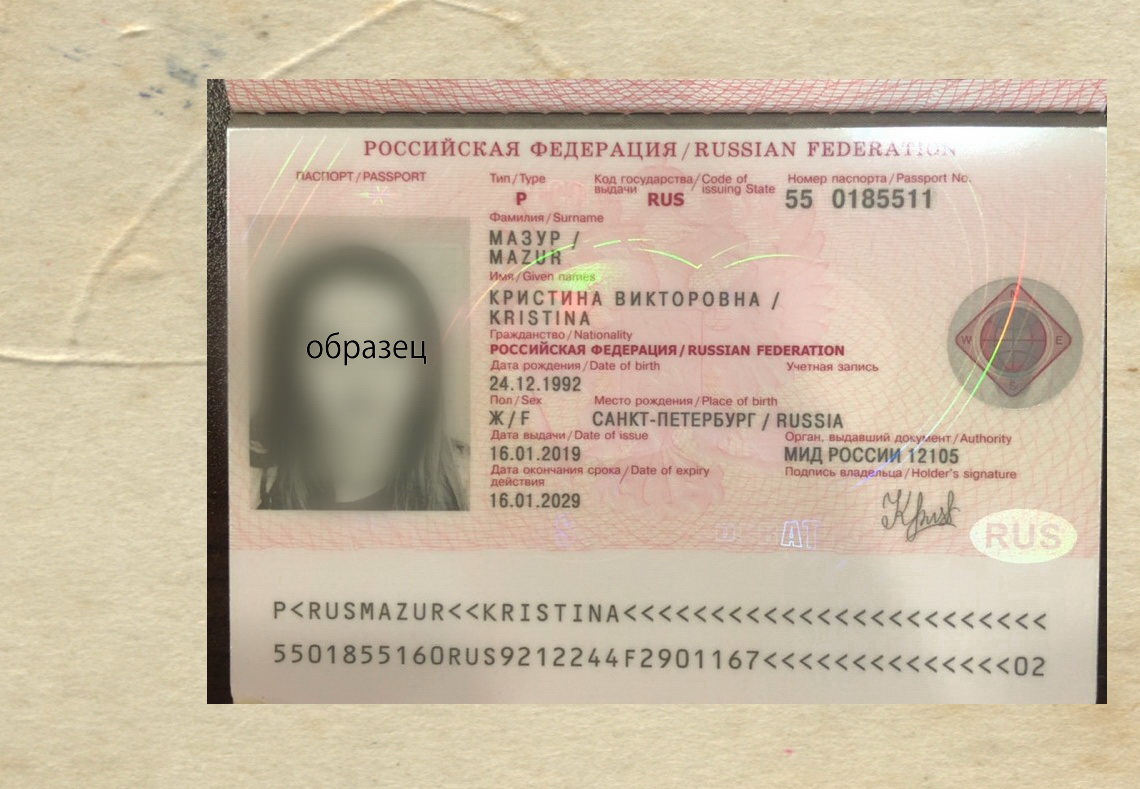 РОССИЙСКАЯ ФЕДЕРАЦИЯ / RUSSIAN FEDERATION
ПАСПОРТ / PASSPORT
Тип / Type
P
Код государства / Code of
выдачи issuing State
RUS
Номер паспорта / Passport No.
55 0185511
Фамилия / Surname
МАЗУР /
MAZUR
Имя / Given names
КРИСТИНА ВИКТОРОВНА /
KRISTINA
Гражданство / Nationality
РОССИЙСКАЯ ФЕДЕРАЦИЯ / RUSSIAN FEDERATION
Дата рождения / Date of birth
Учетная запись
24.12.1992
Пол / Sex
Место рождения / Place of birth
Ж / F
САНКТ-ПЕТЕРБУРГ / RUSSIA
Дата выдачи / Date of issue
Орган, выдавший документ / Authority
16.01.2019
МИД РОССИИ 12105
Дата окончания срока / Date of expiry
действия
Подпись владельца / Holder's signature
16.01.2029
образец
W E
RUS
P<RUSMAZUR<<KRISTINA<<<<<<<<<<<<<<<<<<<<<<<<
5501855160RUS9212244F2901167<<<<<<<<<<<<<<02